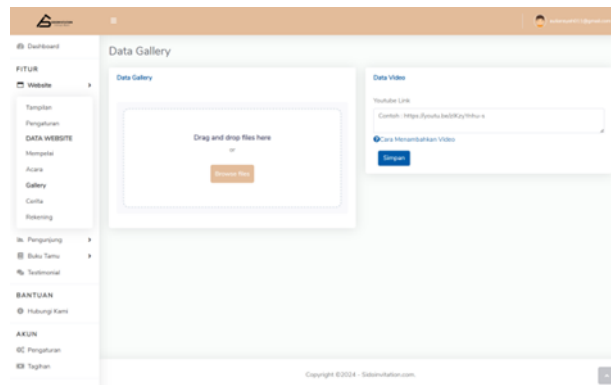 Dashboard
Data Gallery
FITUR
Website
Data Gallery
Data Video
Tampilan
Youtube Link
Pengaturan
DATA WEBSITE
Drag and drop files here
Mempelai
or
Cara Menambahkan Video
Acara
Simpan
Browse files
Gallery
Cerita
Rekening
Pengunjung
Buku Tamu
Testimonial
BANTUAN
Hubungi Kami
AKUN
Pengaturan
Tagihan
Copyright ©2024 - Sideinvitation.com